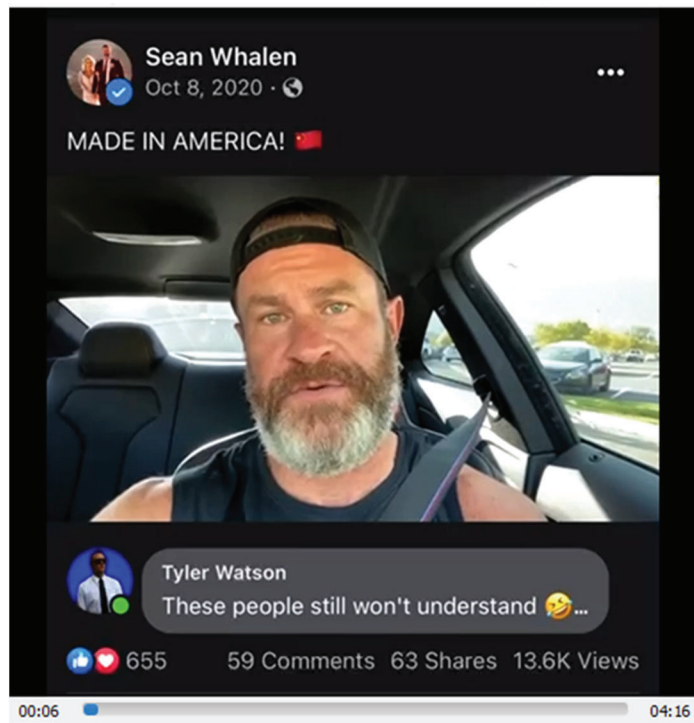 Sean Whalen
Oct 8, 2020 ·
MADE IN AMERICA! 🇨🇳
Tyler Watson
These people still won't understand 🤣...
655 59 Comments 63 Shares 13.6K Views
00:06 04:16